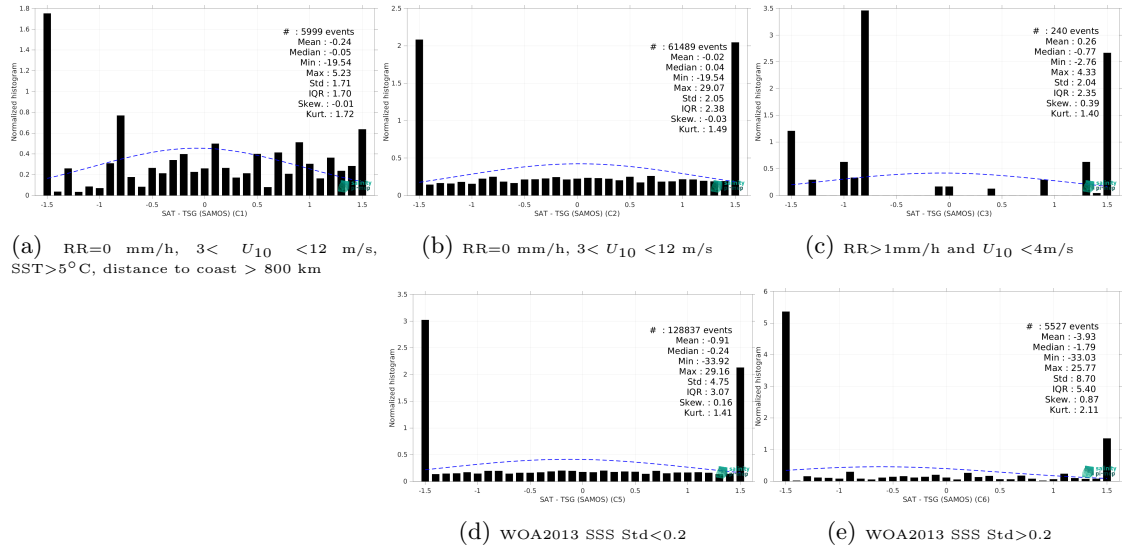 1.8
1.6
1.4
1.2
1.0
0.8
0.6
0.4
0.2
0
-1.5
-1
-0.5
0
0.5
1
1.5
Normalized histogram
SAT - TSG (SAMOS) (C1)
# : 5999 events
Mean : -0.24
Median : -0.05
Min : -19.54
Max : 5.23
Std : 1.71
IQR : 1.70
Skew. : -0.01
Kurt. : 1.72
(a) RR=0 mm/h, 3< U10 <12 m/s,
SST>5°C, distance to coast > 800 km
2.5
2
1.5
1
0.5
0
-1.5
-1
-0.5
0
0.5
1
1.5
Normalized histogram
SAT - TSG (SAMOS) (C2)
# : 61489 events
Mean : -0.02
Median : 0.04
Min : -19.54
Max : 29.07
Std : 2.05
IQR : 2.38
Skew. : -0.03
Kurt. : 1.49
(b) RR=0 mm/h, 3< U10 <12 m/s
3.5
3
2.5
2
1.5
1
0.5
0
-1.5
-1
-0.5
0
0.5
1
1.5
Normalized histogram
SAT - TSG (SAMOS) (C3)
# : 240 events
Mean : 0.26
Median : -0.77
Min : -2.76
Max : 4.33
Std : 2.04
IQR : 2.35
Skew. : 0.39
Kurt. : 1.40
(c) RR>1mm/h and U10 <4m/s
3.5
3
2.5
2
1.5
1
0.5
0
-1.5
-1
-0.5
0
0.5
1
1.5
Normalized histogram
SAT - TSG (SAMOS) (C5)
# : 128837 events
Mean : -0.91
Median : -0.24
Min : -33.92
Max : 29.16
Std : 4.75
IQR : 3.07
Skew. : 0.16
Kurt. : 1.41
(d) WOA2013 SSS Std<0.2
6
5
4
3
2
1
0
-1.5
-1
-0.5
0
0.5
1
1.5
Normalized histogram
SAT - TSG (SAMOS) (C6)
# : 5527 events
Mean : -3.93
Median : -1.79
Min : -33.03
Max : 25.77
Std : 8.70
IQR : 5.40
Skew. : 0.87
Kurt. : 2.11
(e) WOA2013 SSS Std>0.2